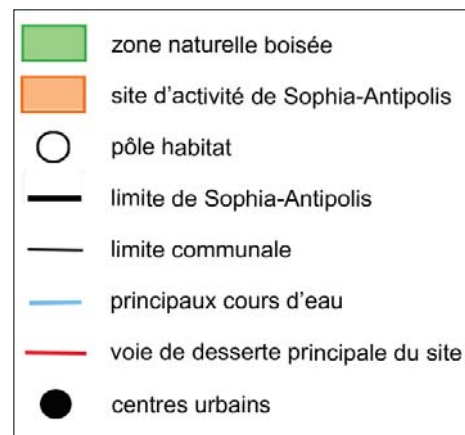 zone naturelle boisée
site d'activité de Sophia-Antipolis
pôle habitat
limite de Sophia-Antipolis
limite communale
principaux cours d'eau
voie de desserte principale du site
centres urbains